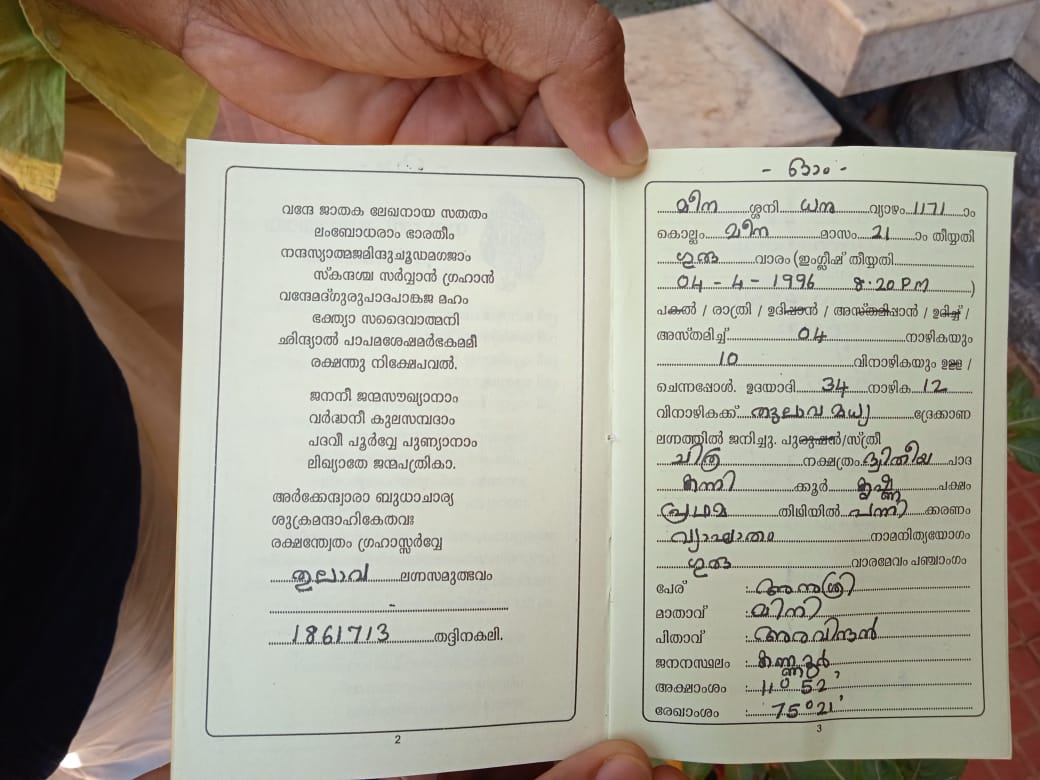 വന്ദേ ജാതക ലേഖനായ സതതം
ലംബോധരാം ഭാരതീം
നന്ദസ്യാത്മജമിന്ദുചൂഡമഗജാം
സ്കന്ദശ്ച സർവ്വാൻ ഗ്രഹാൻ
വന്ദേമദ്ഗുരുപാദപങ്കജ മഹം
ഭക്ത്യാ സദൈവാത്മനി
ഛിന്ദ്യാൽ പാപമശേഷമർഭകമമീ
രക്ഷന്തു നിക്ഷേപവൽ.
ജനനീ ജന്മസൗഖ്യാനാം
വർദ്ധനീ കുലസമ്പദാം
പദവീ പൂർവ്വേ പുണ്യാനാം
ലിഖ്യാതേ ജന്മപത്രികാ.
അർക്കേന്ദ്വാരാ ബുധാചാര്യ
ശുക്രമന്ദാഹികേതവഃ
രക്ഷന്ത്വേതം ഗ്രഹാസ്സർവ്വേ
തുലാവ ലഗ്നസമുത്ഭവം
1861713 തദ്ദിനകലി.
2
- ഓം -
മീന ശ്ശനി ധനു വ്യാഴം 1171 ാം
കൊല്ലം മീന മാസം 21 ാം തീയ്യതി
ഗുരു വാരം (ഇംഗ്ലീഷ് തീയ്യതി
04 - 4 - 1996 8:20 PM )
പകൽ / രാത്രി / ഉദിപ്പാൻ / അസ്തമിപ്പാൻ / ഉദിച്ച് /
അസ്തമിച്ച് 04 നാഴികയും
10 വിനാഴികയും ഉള്ള /
ചെന്നപ്പോൾ. ഉദയാദി 34 നാഴിക 12
വിനാഴികക്ക് തുലാവ മധ്യ ദ്രേക്കാണ
ലഗ്നത്തിൽ ജനിച്ചു. പുരുഷൻ/സ്ത്രീ
ചിത്ര നക്ഷത്രം ദ്വിതീയ പാദ
കന്നി ക്കൂർ കൃഷ്ണ പക്ഷം
പ്രഥമ തിഥിയിൽ പന്നി ക്കരണം
വ്യാഘാത നാമനിത്യയോഗം
ഗുരു വാരമേവം പഞ്ചാംഗം
പേര് : അനുശ്രി
മാതാവ് : മിനി
പിതാവ് : അരവിന്ദൻ
ജനനസ്ഥലം : കണ്ണൂർ
അക്ഷാംശം : 11° 52'
രേഖാംശം : 75° 21'
3